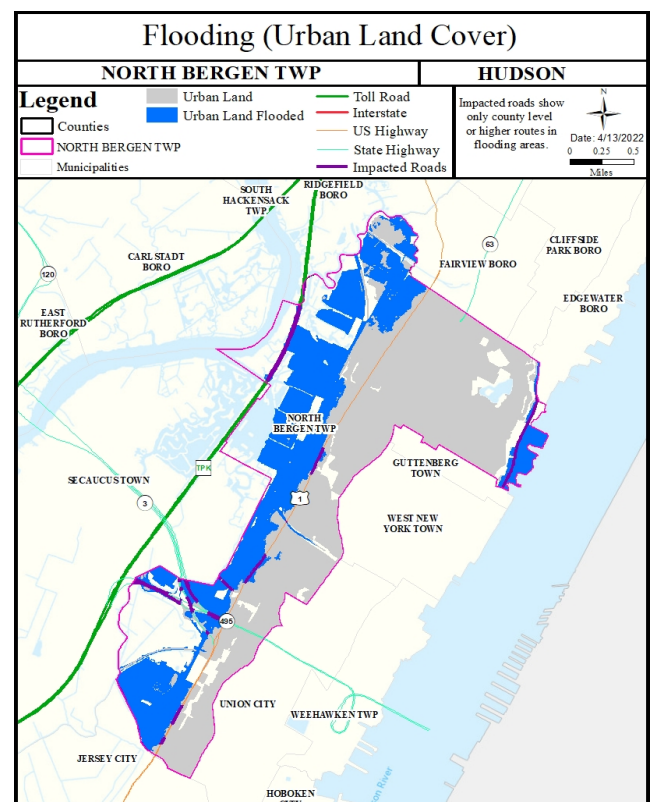 Flooding (Urban Land Cover)
NORTH BERGEN TWP
HUDSON
Legend
Counties
NORTH BERGEN TWP
Municipalities
Urban Land
Urban Land Flooded
Toll Road
Interstate
US Highway
State Highway
Impacted Roads
Impacted roads show
only county level
or higher routes in
flooding areas.
N
Date: 4/13/2022
0 0.25 0.5
Miles
SOUTH
HACKENSACK
TWP
RIDGEFIELD
BORO
63
CLIFFSIDE
PARK BORO
CARLSTADT
BORO
FAIRVIEW BORO
120
EDGEWATER
BORO
EAST
RUTHERFORD
BORO
NORTH
BERGEN TWP
GUTTENBERG
TOWN
TPK
SECAUCUS TOWN
1
3
WEST NEW
YORK TOWN
495
UNION CITY
WEEHAWKEN TWP
JERSEY CITY
HOBOKEN
River